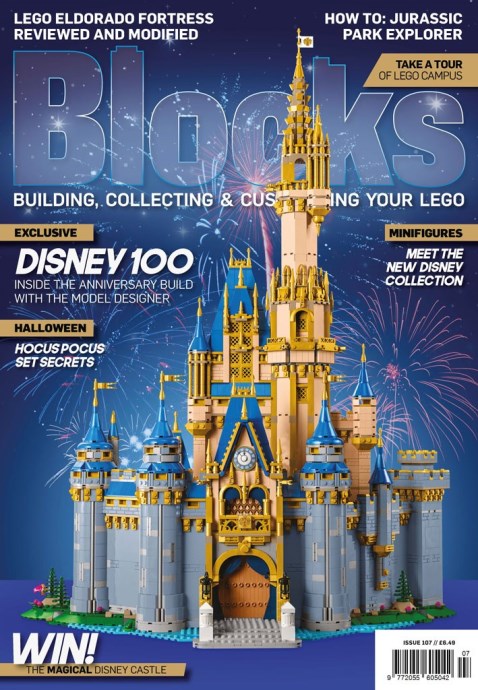 LEGO ELDORADO FORTRESS
REVIEWED AND MODIFIED
HOW TO: JURASSIC
PARK EXPLORER
TAKE A TOUR
OF LEGO CAMPUS
Blocks
BUILDING, COLLECTING & CUS ING YOUR LEGO
EXCLUSIVE
DISNEY 100
INSIDE THE ANNIVERSARY BUILD
WITH THE MODEL DESIGNER
MINIFIGURES
MEET THE
NEW DISNEY
COLLECTION
HALLOWEEN
HOCUS POCUS
SET SECRETS
WIN!
THE MAGICAL DISNEY CASTLE
ISSUE 107 // £6.49
07
9 772055 605042